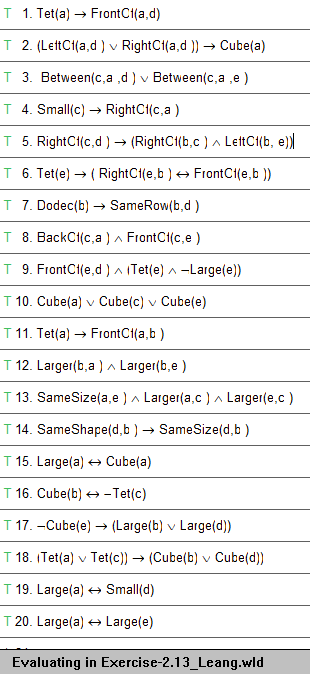 T 1. Tet(a) → FrontOf(a,d)
T 2. (LeftOf(a,d ) ∨ RightOf(a,d )) → Cube(a)
T 3. Between(c,a ,d ) ∨ Between(c,a ,e )
T 4. Small(c) → RightOf(c,a )
T 5. RightOf(c,d ) → (RightOf(b,c ) ∧ LeftOf(b, e))
T 6. Tet(e) → ( RightOf(e,b ) ↔ FrontOf(e,b ))
T 7. Dodec(b) → SameRow(b,d )
T 8. BackOf(c,a ) ∧ FrontOf(c,e )
T 9. FrontOf(e,d ) ∧ (Tet(e) ∧ ¬Large(e))
T 10. Cube(a) ∨ Cube(c) ∨ Cube(e)
T 11. Tet(a) → FrontOf(a,b )
T 12. Larger(b,a ) ∧ Larger(b,e )
T 13. SameSize(a,e ) ∧ Larger(a,c ) ∧ Larger(e,c )
T 14. SameShape(d,b ) → SameSize(d,b )
T 15. Large(a) ↔ Cube(a)
T 16. Cube(b) ↔ ¬Tet(c)
T 17. ¬Cube(e) → (Large(b) ∨ Large(d))
T 18. (Tet(a) ∨ Tet(c)) → (Cube(b) ∨ Cube(d))
T 19. Large(a) ↔ Small(d)
T 20. Large(a) ↔ Large(e)
Evaluating in Exercise-2.13_Leang.wld